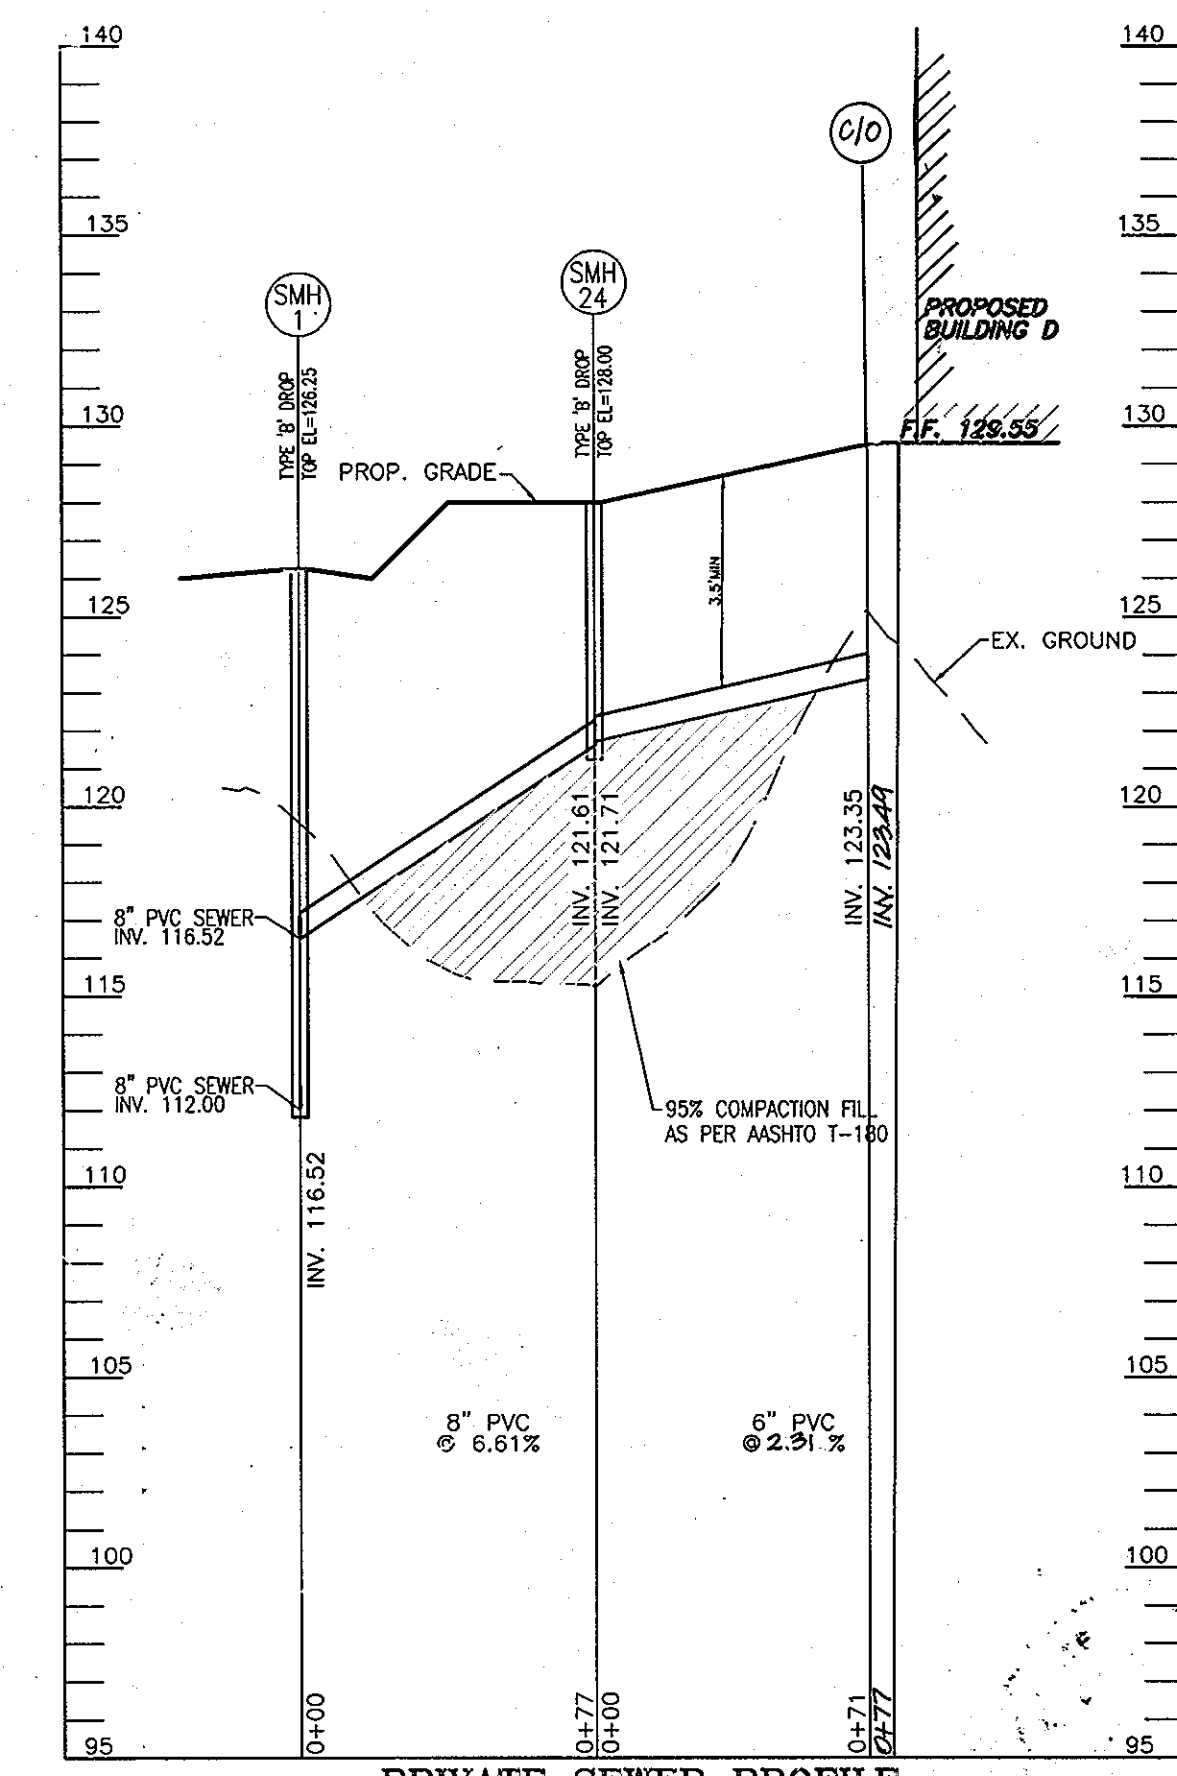 140
140
C/O
135
135
SMH
24
SMH
1
PROPOSED
BUILDING D
TYPE 'B' DROP
TOP EL=126.25
TYPE 'B' DROP
TOP EL=128.00
130
130
F.F. 129.55
PROP. GRADE
3.5'MIN
125
125
EX. GROUND
120
120
INV. 121.61
INV. 121.71
INV. 123.35
INV. 123.49
8" PVC SEWER
INV. 116.52
115
115
8" PVC SEWER
INV. 112.00
95% COMPACTION FILL
AS PER AASHTO T-180
110
110
INV. 116.52
105
105
8" PVC
@ 6.61%
6" PVC
@ 2.31 %
100
100
0+00
0+77
0+00
0+71
0+77
95
95
PRIVATE SEWER PROFILE